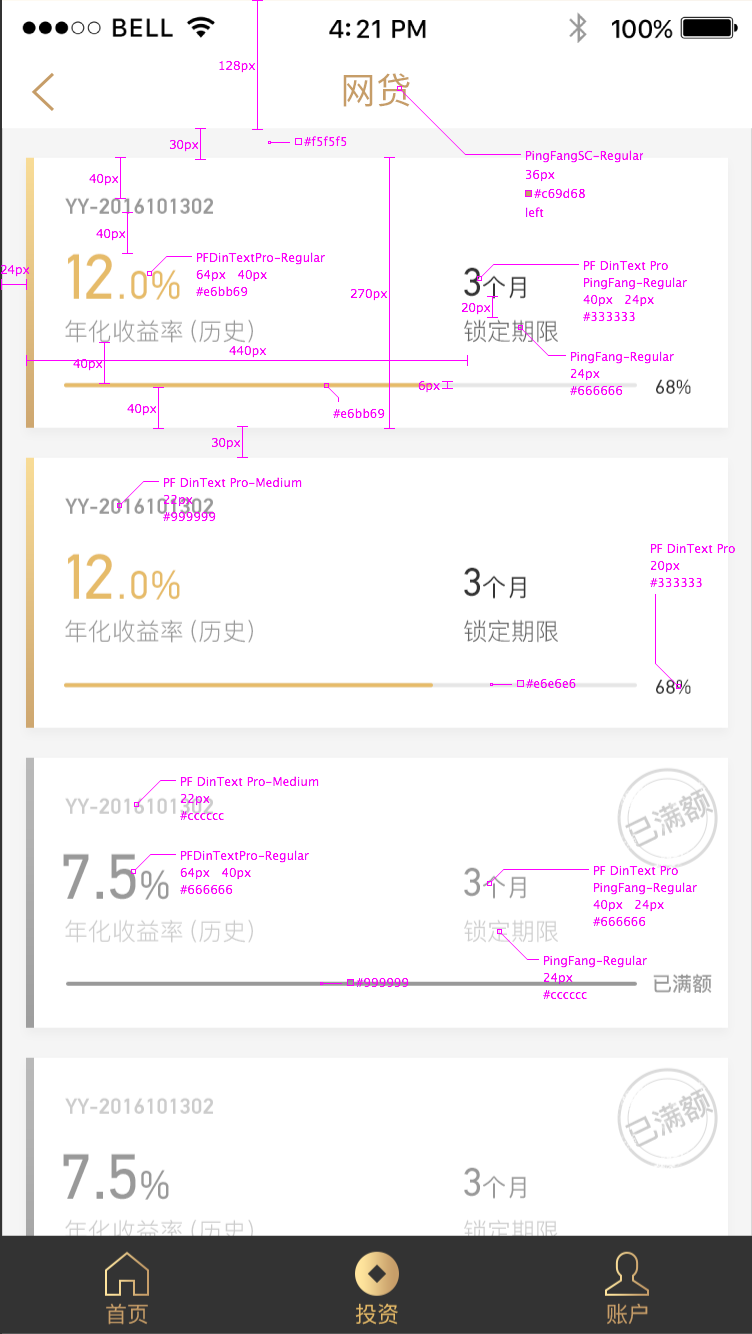 BELL 4:21 PM 100%
128px
网贷
30px
#f5f5f5
PingFangSC-Regular
36px
#c69d68
left
40px
YY-2016101302
40px
24px
12.0%
PFDinTextPro-Regular
64px 40px
#e6bb69
270px
3个月
PF DinText Pro
PingFang-Regular
40px 24px
#333333
20px
年化收益率 (历史)
锁定期限
440px
40px
PingFang-Regular
24px
#666666
6px
68%
40px
#e6bb69
30px
PF DinText Pro-Medium
22px
#999999
YY-2016101302
12.0%
3个月
PF DinText Pro
20px
#333333
年化收益率 (历史)
锁定期限
#e6e6e6
68%
PF DinText Pro-Medium
22px
#cccccc
YY-2016101302
已满额
7.5%
PFDinTextPro-Regular
64px 40px
#666666
3个月
PF DinText Pro
PingFang-Regular
40px 24px
#666666
年化收益率 (历史)
锁定期限
PingFang-Regular
24px
#cccccc
#999999
已满额
YY-2016101302
已满额
7.5%
3个月
年化收益率 (历史)
锁定期限
首页 投资 账户